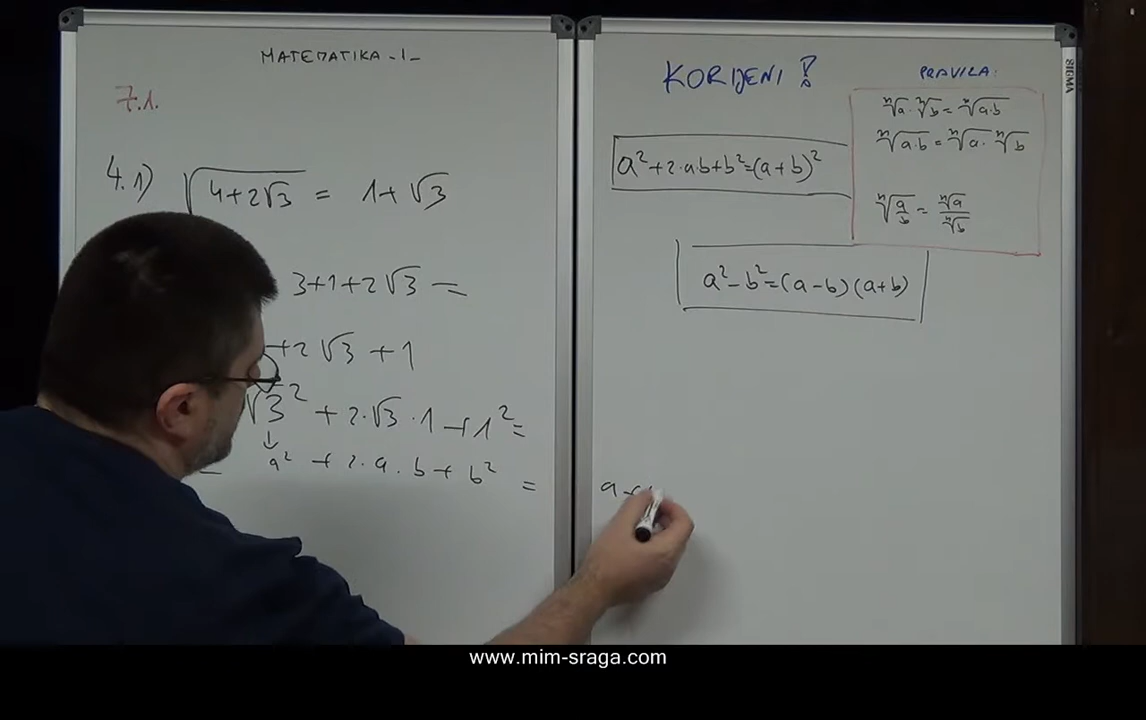 MATEMATIKA -1-
7.1.
4.1) √(4+2√3) = 1+√3
3+1+2√3 =
+2√3+1
√3² + 2·√3·1+1² =
↓
a² + 2·a·b+b² =
KORIJENI !
a²+2·ab+b²=(a+b)²
a²-b²=(a-b)(a+b)
PRAVILA:
ⁿ√a · ⁿ√b = ⁿ√(a·b)
ⁿ√(a·b) = ⁿ√a · ⁿ√b
ⁿ√(a/b) = ⁿ√a / ⁿ√b
SIGMA
www.mim-sraga.com